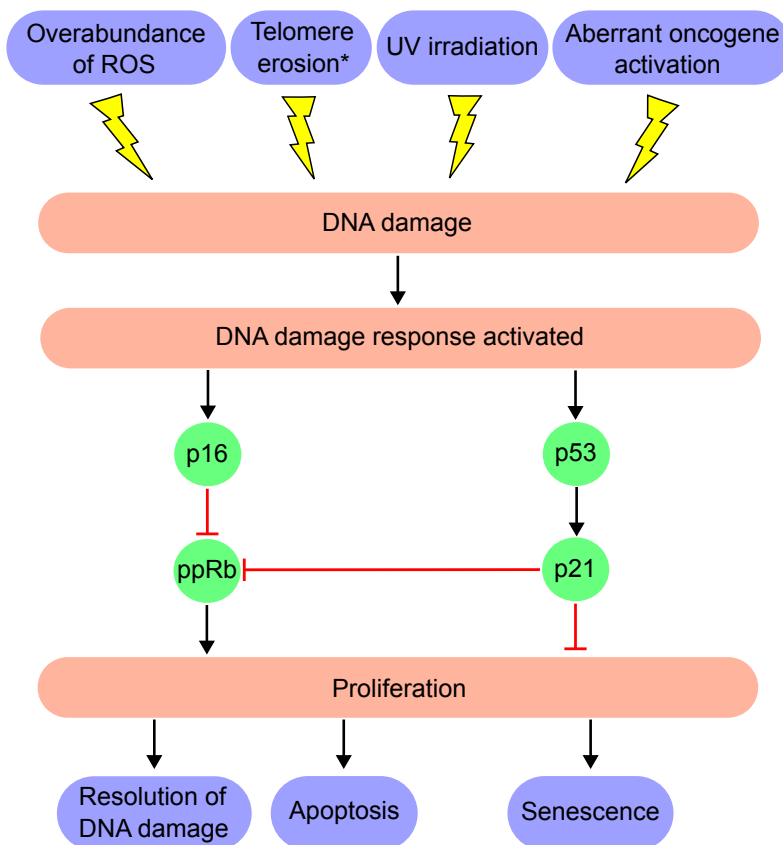 Overabundance
of ROS
Telomere
erosion*
UV irradiation
Aberrant oncogene
activation
DNA damage
DNA damage response activated
p16
p53
ppRb
p21
Proliferation
Resolution of
DNA damage
Apoptosis
Senescence